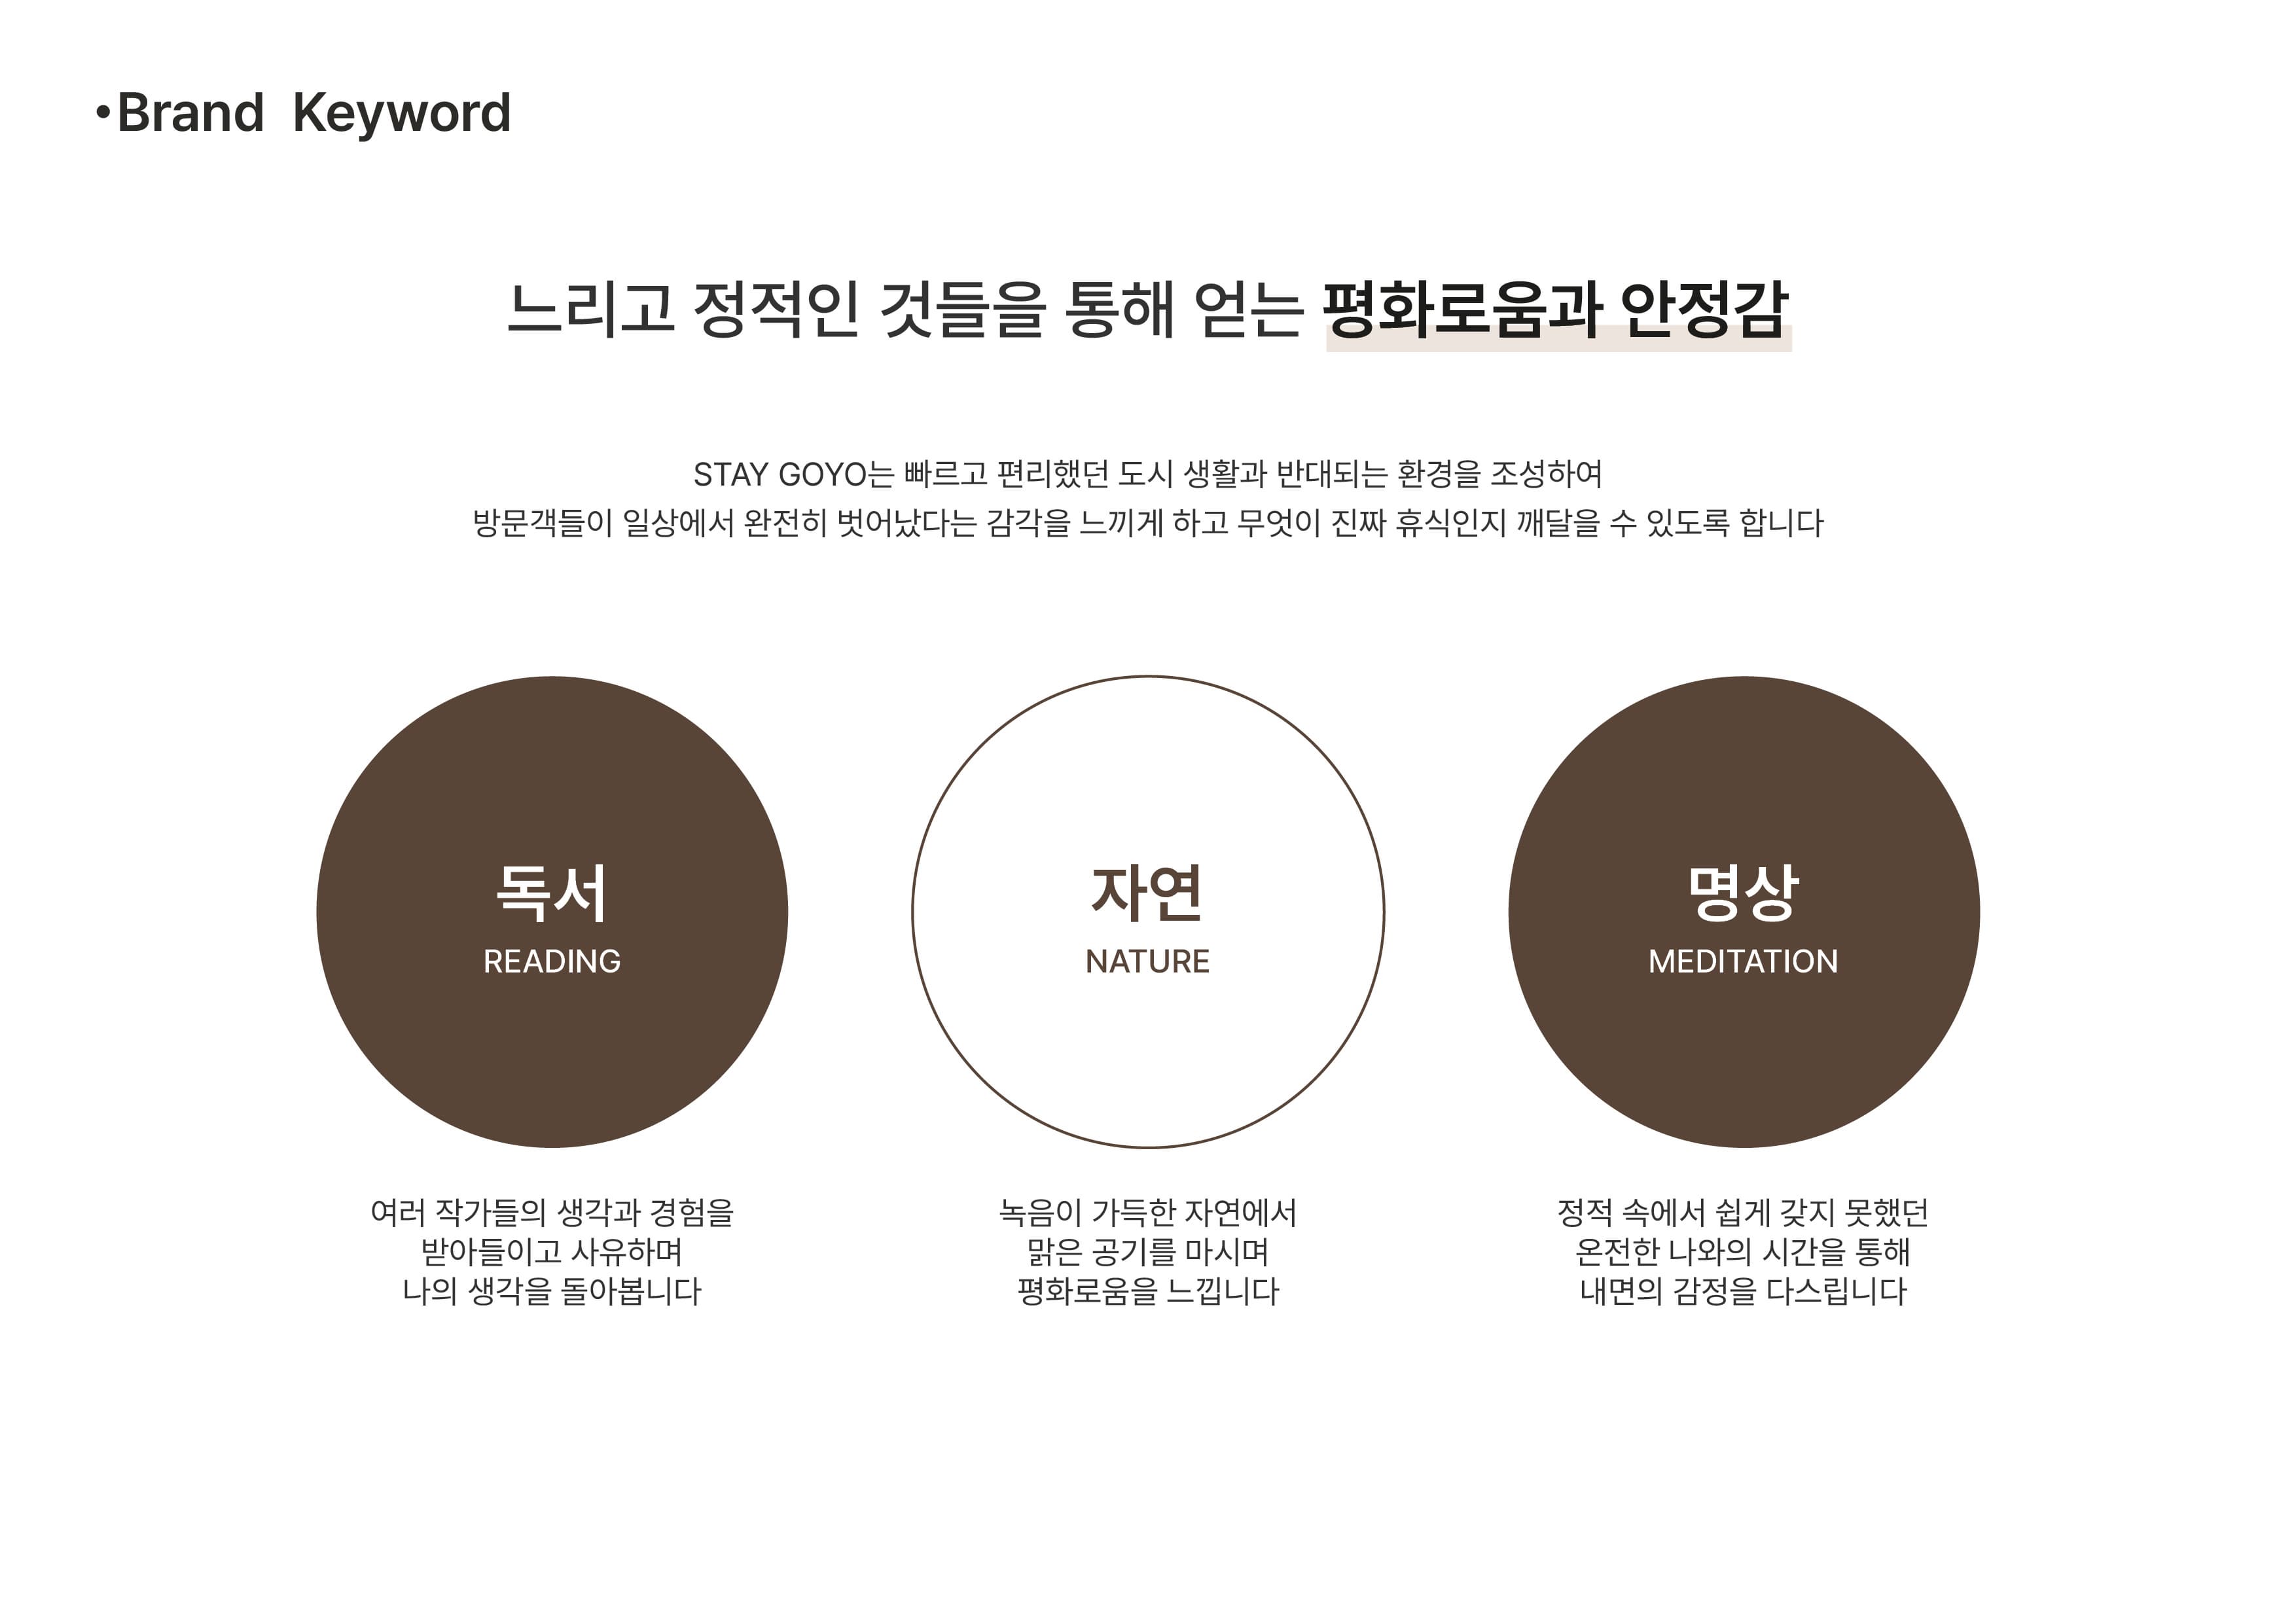 •Brand Keyword
느리고 정적인 것들을 통해 얻는 평화로움과 안정감
STAY GOYO는 빠르고 편리했던 도시 생활과 반대되는 환경을 조성하여
방문객들이 일상에서 완전히 벗어났다는 감각을 느끼게 하고 무엇이 진짜 휴식인지 깨달을 수 있도록 합니다
독서
READING
여러 작가들의 생각과 경험을
받아들이고 사유하며
나의 생각을 돌아봅니다
자연
NATURE
녹음이 가득한 자연에서
맑은 공기를 마시며
평화로움을 느낍니다
명상
MEDITATION
정적 속에서 쉽게 갖지 못했던
온전한 나와의 시간을 통해
내면의 감정을 다스립니다